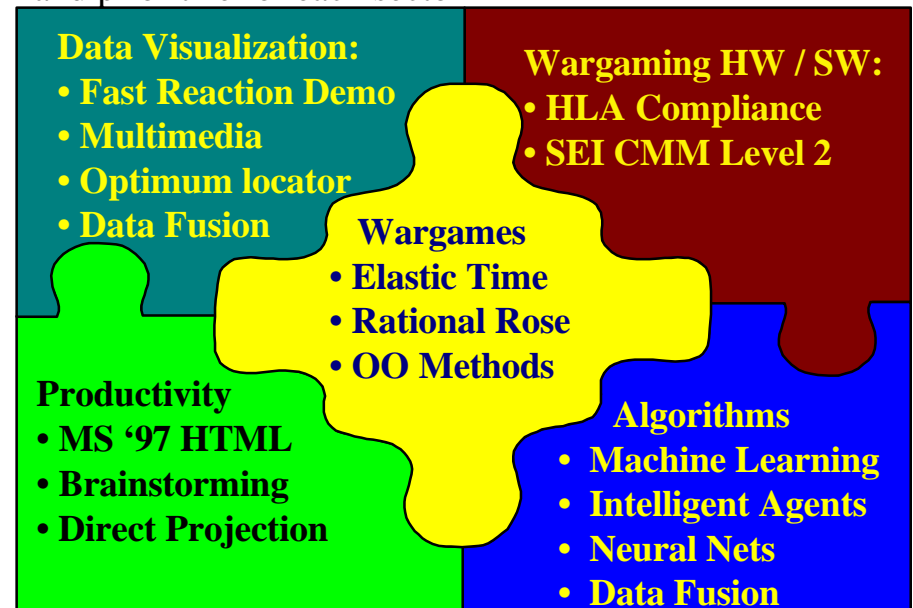 Data Visualization:
• Fast Reaction Demo
• Multimedia
• Optimum locator
• Data Fusion
Wargaming HW / SW:
• HLA Compliance
• SEI CMM Level 2
Wargames
• Elastic Time
• Rational Rose
• OO Methods
Productivity
• MS ‘97 HTML
• Brainstorming
• Direct Projection
Algorithms
• Machine Learning
• Intelligent Agents
• Neural Nets
• Data Fusion